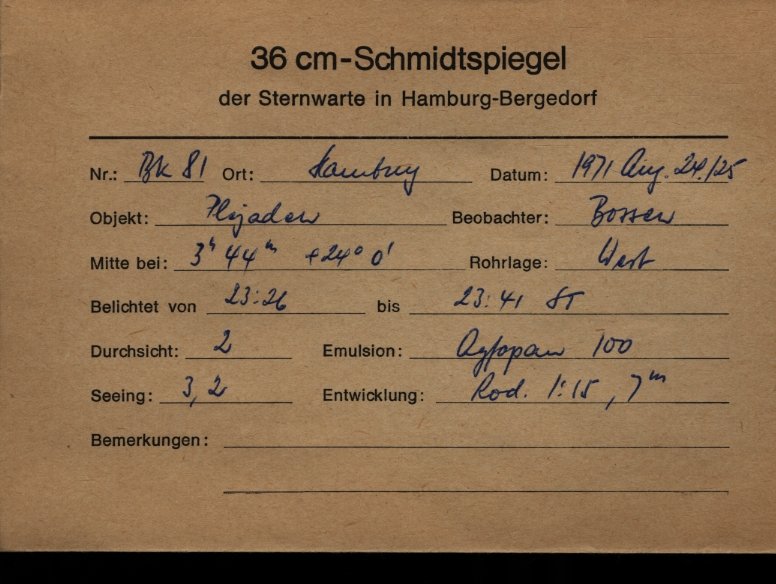 36 cm-Schmidtspiegel
der Sternwarte in Hamburg-Bergedorf
Nr.: BK 81 Ort: Hamburg Datum: 1971 Aug. 24./25
Objekt: Plejaden Beobachter: Bossen
Mitte bei: 3ʰ 44ᵐ +24° 0' Rohrlage: West
Belichtet von 23:26 bis 23:41 ST
Durchsicht: 2 Emulsion: Agfapan 100
Seeing: 3,2 Entwicklung: Rod. 1:15, 7ᵐ
Bemerkungen: